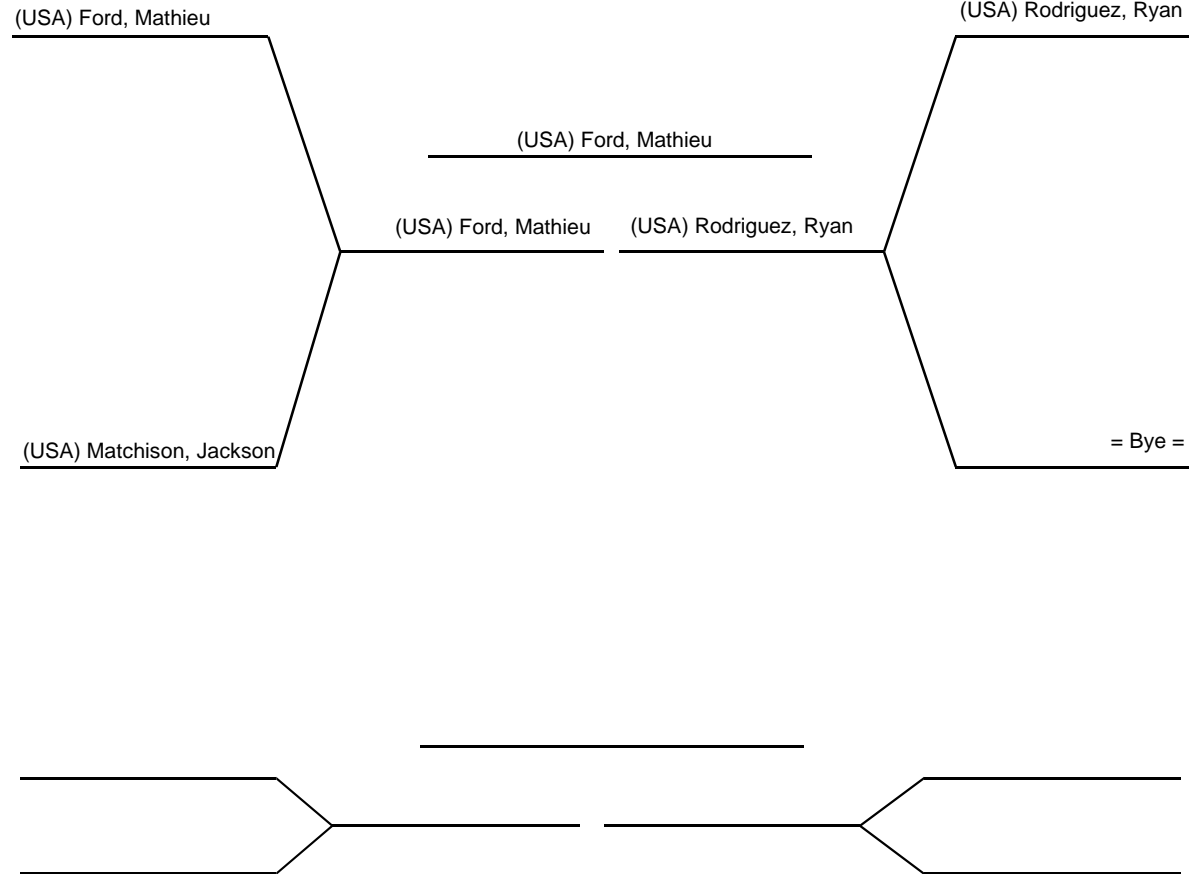 (USA) Ford, Mathieu
(USA) Rodriguez, Ryan
(USA) Ford, Mathieu
(USA) Ford, Mathieu
(USA) Rodriguez, Ryan
(USA) Matchison, Jackson
= Bye =